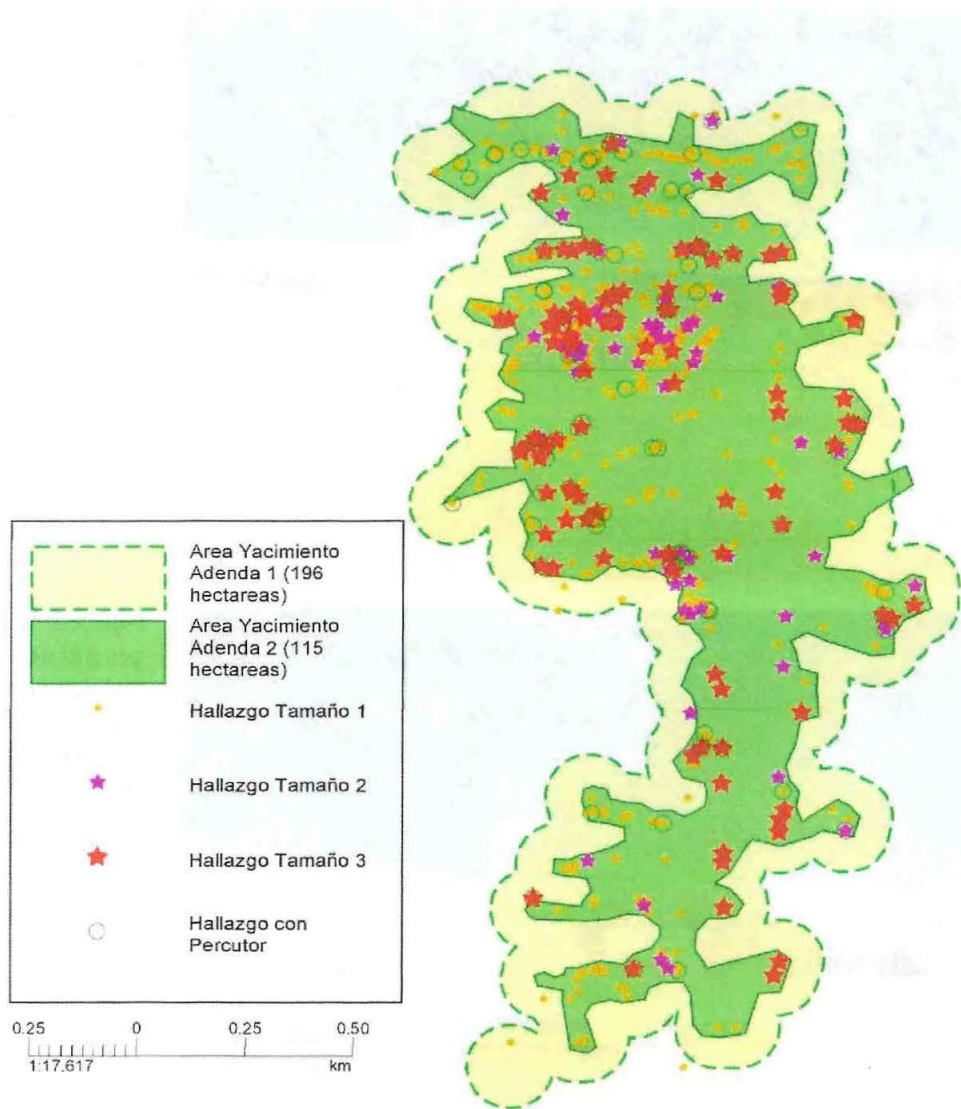 Area Yacimiento
Adenda 1 (196
hectareas)
Area Yacimiento
Adenda 2 (115
hectareas)
Hallazgo Tamaño 1
Hallazgo Tamaño 2
Hallazgo Tamaño 3
Hallazgo con
Percutor
0.25 0 0.25 0.50
1:17.617 km